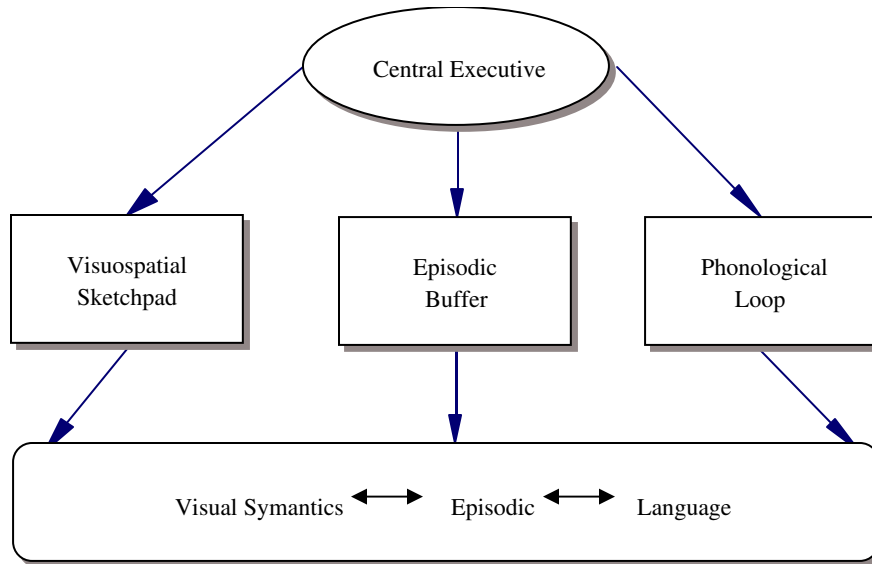 Central Executive
Visuospatial
Sketchpad
Episodic
Buffer
Phonological
Loop
Visual Symantics
Episodic
Language